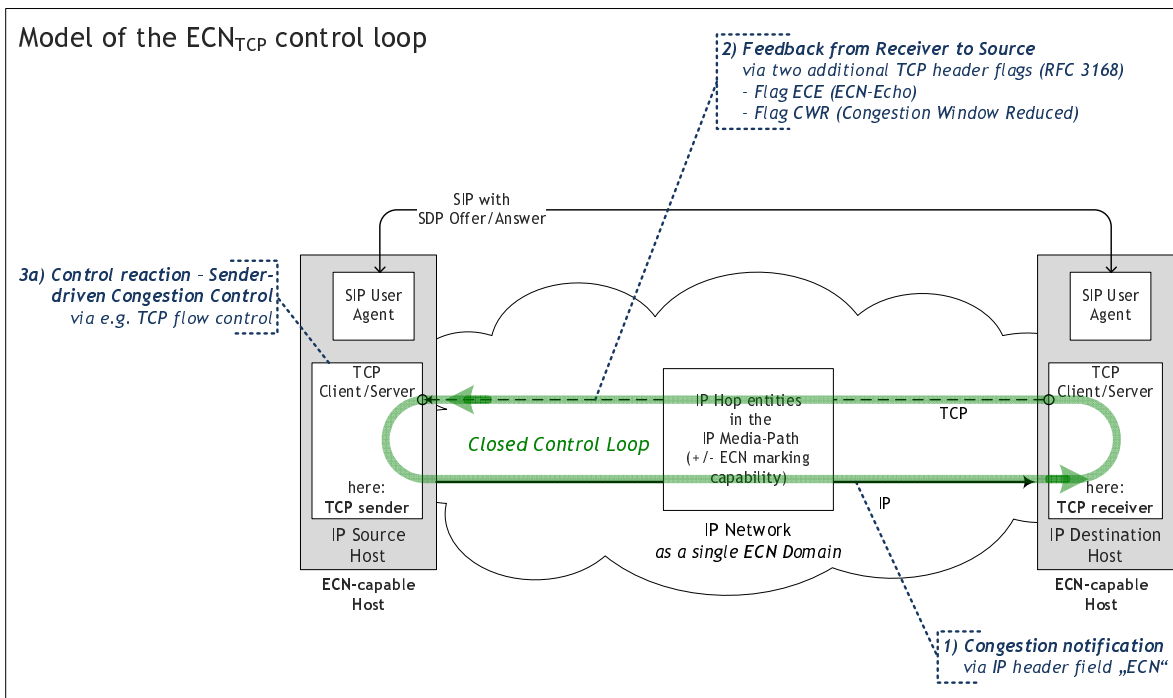 Model of the ECNTCP control loop
2) Feedback from Receiver to Source
via two additional TCP header flags (RFC 3168)
- Flag ECE (ECN-Echo)
- Flag CWR (Congestion Window Reduced)
SIP with
SDP Offer/Answer
3a) Control reaction – Sender-
driven Congestion Control
via e.g. TCP flow control
SIP User
Agent
SIP User
Agent
TCP
Client/Server
IP Hop entities
in the
IP Media-Path
(+/- ECN marking
capability)
TCP
TCP
Client/Server
Closed Control Loop
here:
TCP sender
IP
here:
TCP receiver
IP Source
Host
IP Network
as a single ECN Domain
IP Destination
Host
ECN-capable
Host
ECN-capable
Host
1) Congestion notification
via IP header field „ECN“